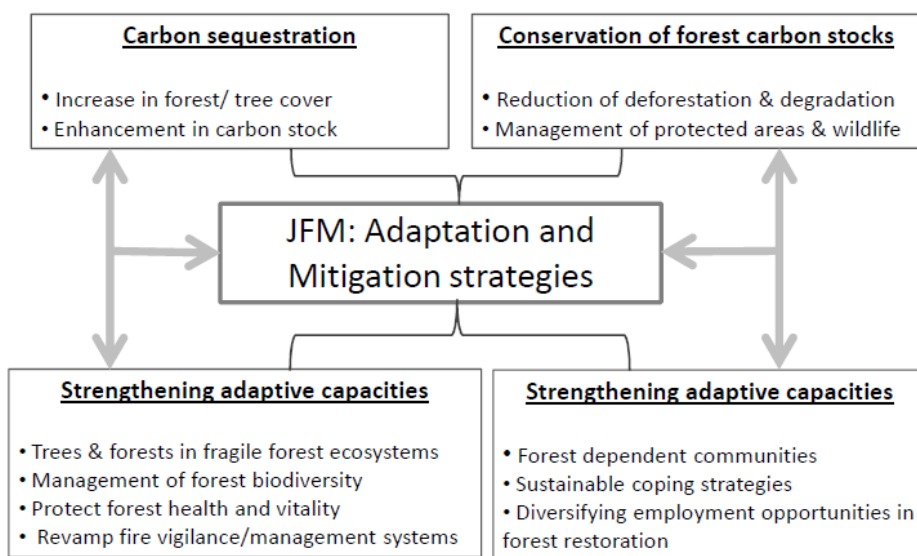 Carbon sequestration
• Increase in forest/ tree cover
• Enhancement in carbon stock
Conservation of forest carbon stocks
• Reduction of deforestation & degradation
• Management of protected areas & wildlife
JFM: Adaptation and
Mitigation strategies
Strengthening adaptive capacities
• Trees & forests in fragile forest ecosystems
• Management of forest biodiversity
• Protect forest health and vitality
• Revamp fire vigilance/management systems
Strengthening adaptive capacities
• Forest dependent communities
• Sustainable coping strategies
• Diversifying employment opportunities in
forest restoration